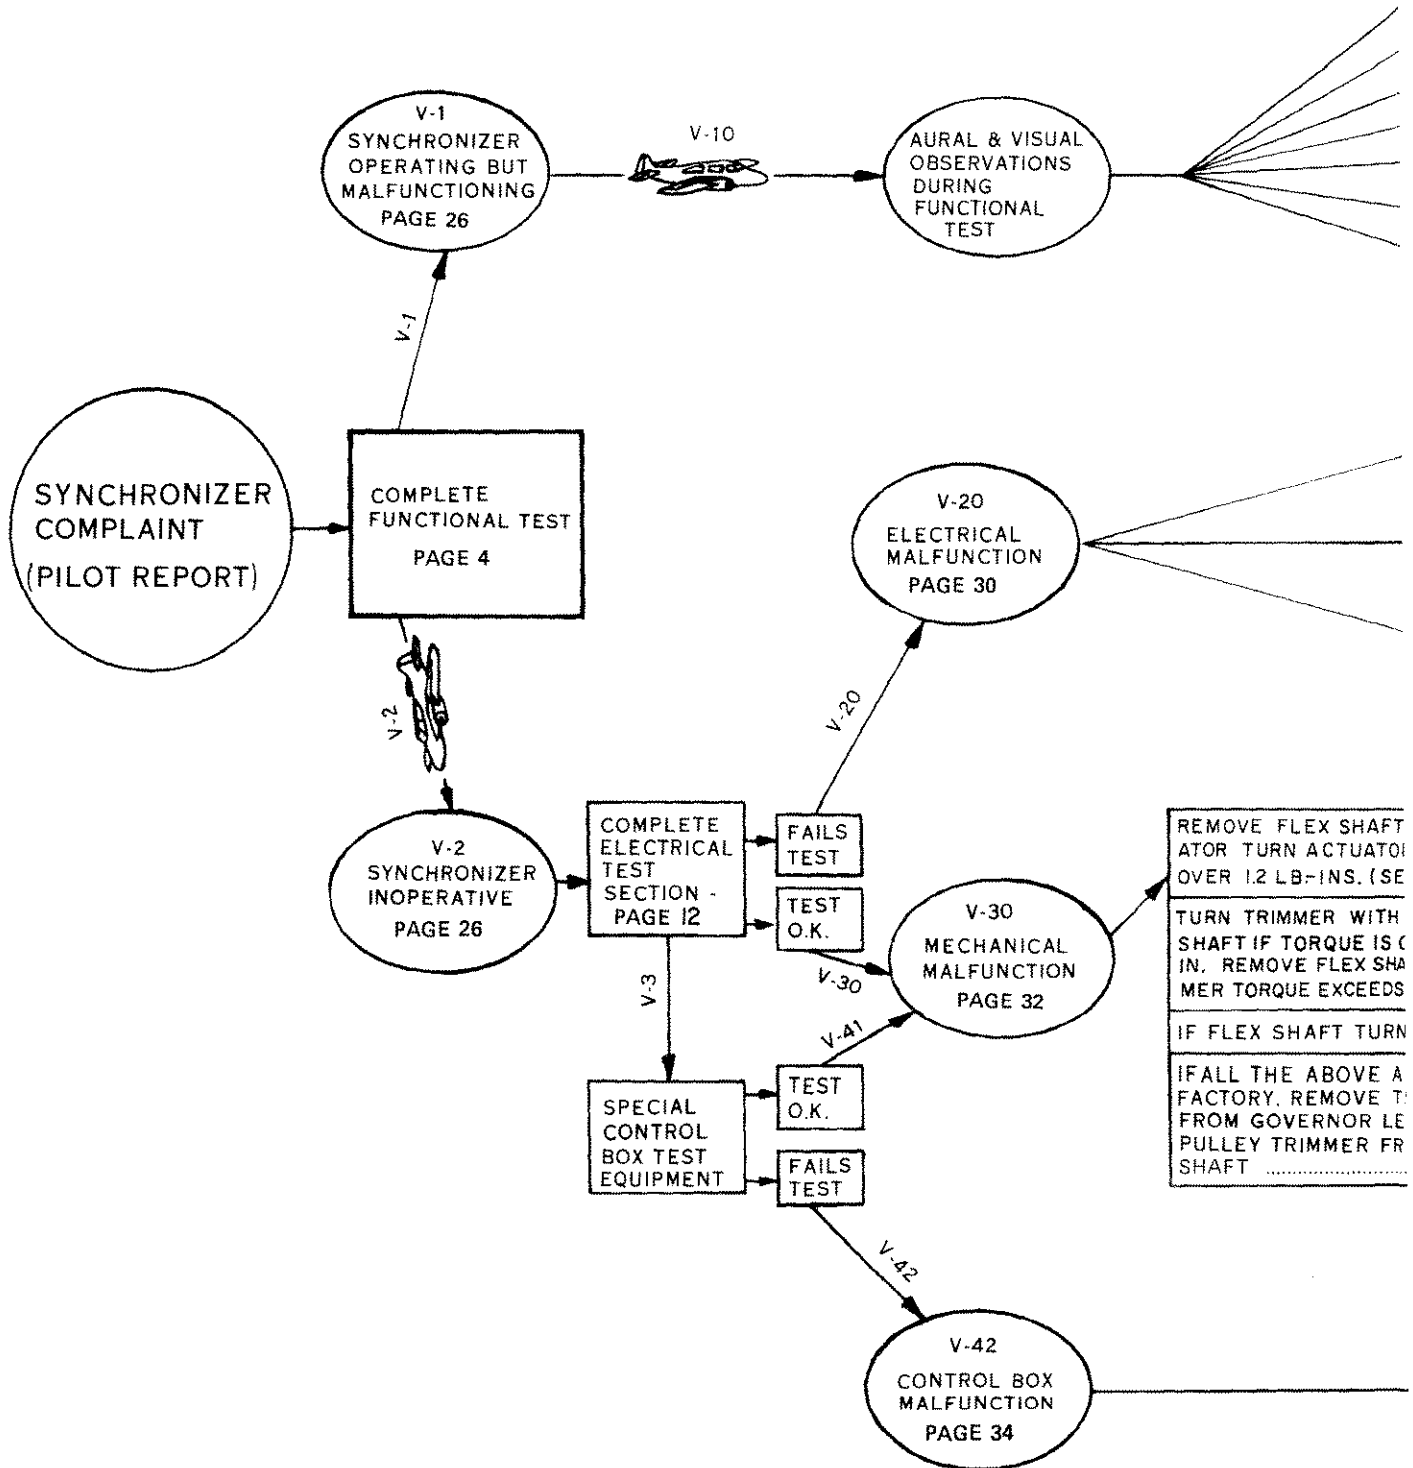 V-1
SYNCHRONIZER
OPERATING BUT
MALFUNCTIONING
PAGE 26
V-10
AURAL & VISUAL
OBSERVATIONS
DURING
FUNCTIONAL
TEST
V-1
SYNCHRONIZER
COMPLAINT
(PILOT REPORT)
COMPLETE
FUNCTIONAL TEST
PAGE 4
V-20
ELECTRICAL
MALFUNCTION
PAGE 30
V-2
V-20
V-2
SYNCHRONIZER
INOPERATIVE
PAGE 26
COMPLETE
ELECTRICAL
TEST
SECTION -
PAGE 12
FAILS
TEST
TEST
O.K.
V-30
V-30
MECHANICAL
MALFUNCTION
PAGE 32
V-3
V-41
SPECIAL
CONTROL
BOX TEST
EQUIPMENT
TEST
O.K.
FAILS
TEST
REMOVE FLEX SHAFT
ATOR TURN ACTUATO
OVER 1.2 LB.-INS. (SE
TURN TRIMMER WITH
SHAFT IF TORQUE IS
IN. REMOVE FLEX SHA
MER TORQUE EXCEEDS
IF FLEX SHAFT TURN
IF ALL THE ABOVE A
FACTORY. REMOVE T
FROM GOVERNOR LE
PULLEY TRIMMER FR
SHAFT ....................
V-42
V-42
CONTROL BOX
MALFUNCTION
PAGE 34